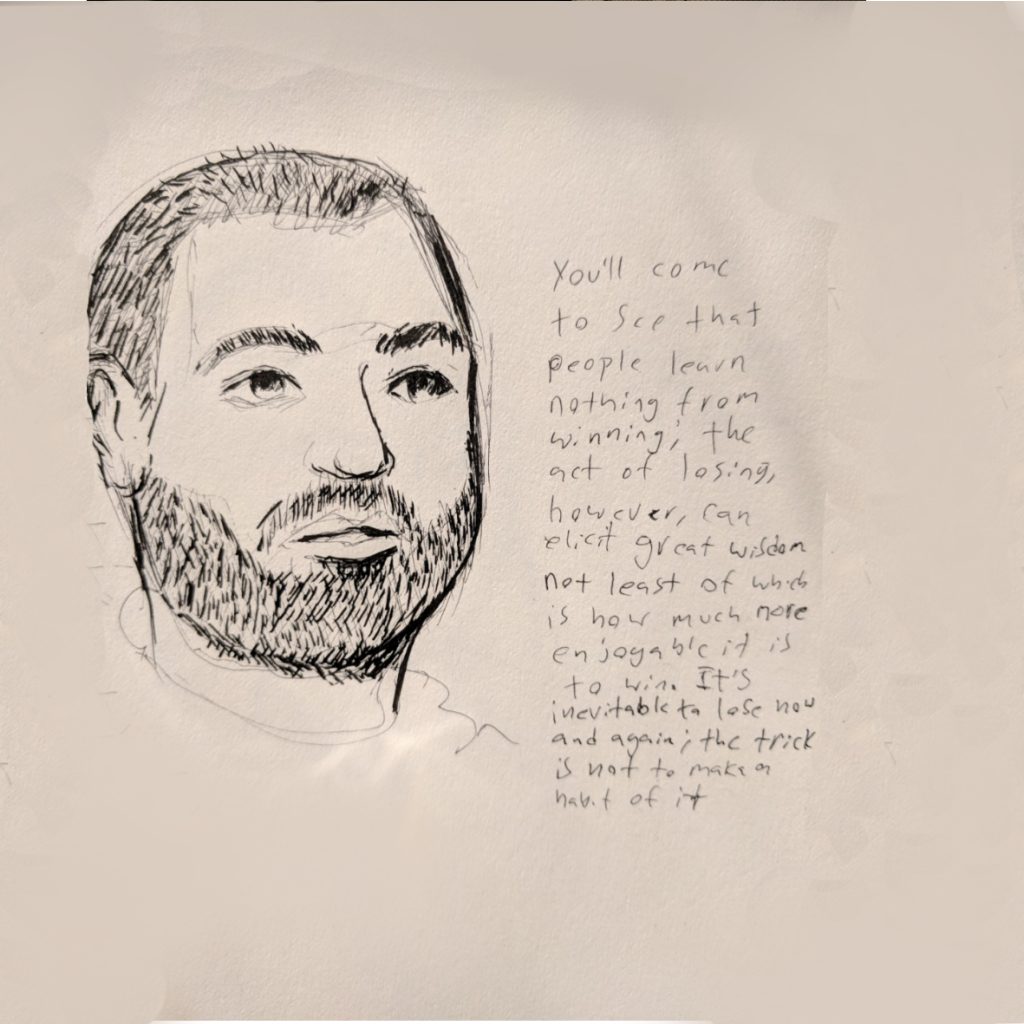 You'll come
to see that
people learn
nothing from
winning; the
act of losing,
however, can
elicit great wisdom
not least of which
is how much more
enjoyable it is
to win. It's
inevitable to lose now
and again; the trick
is not to make a
habit of it